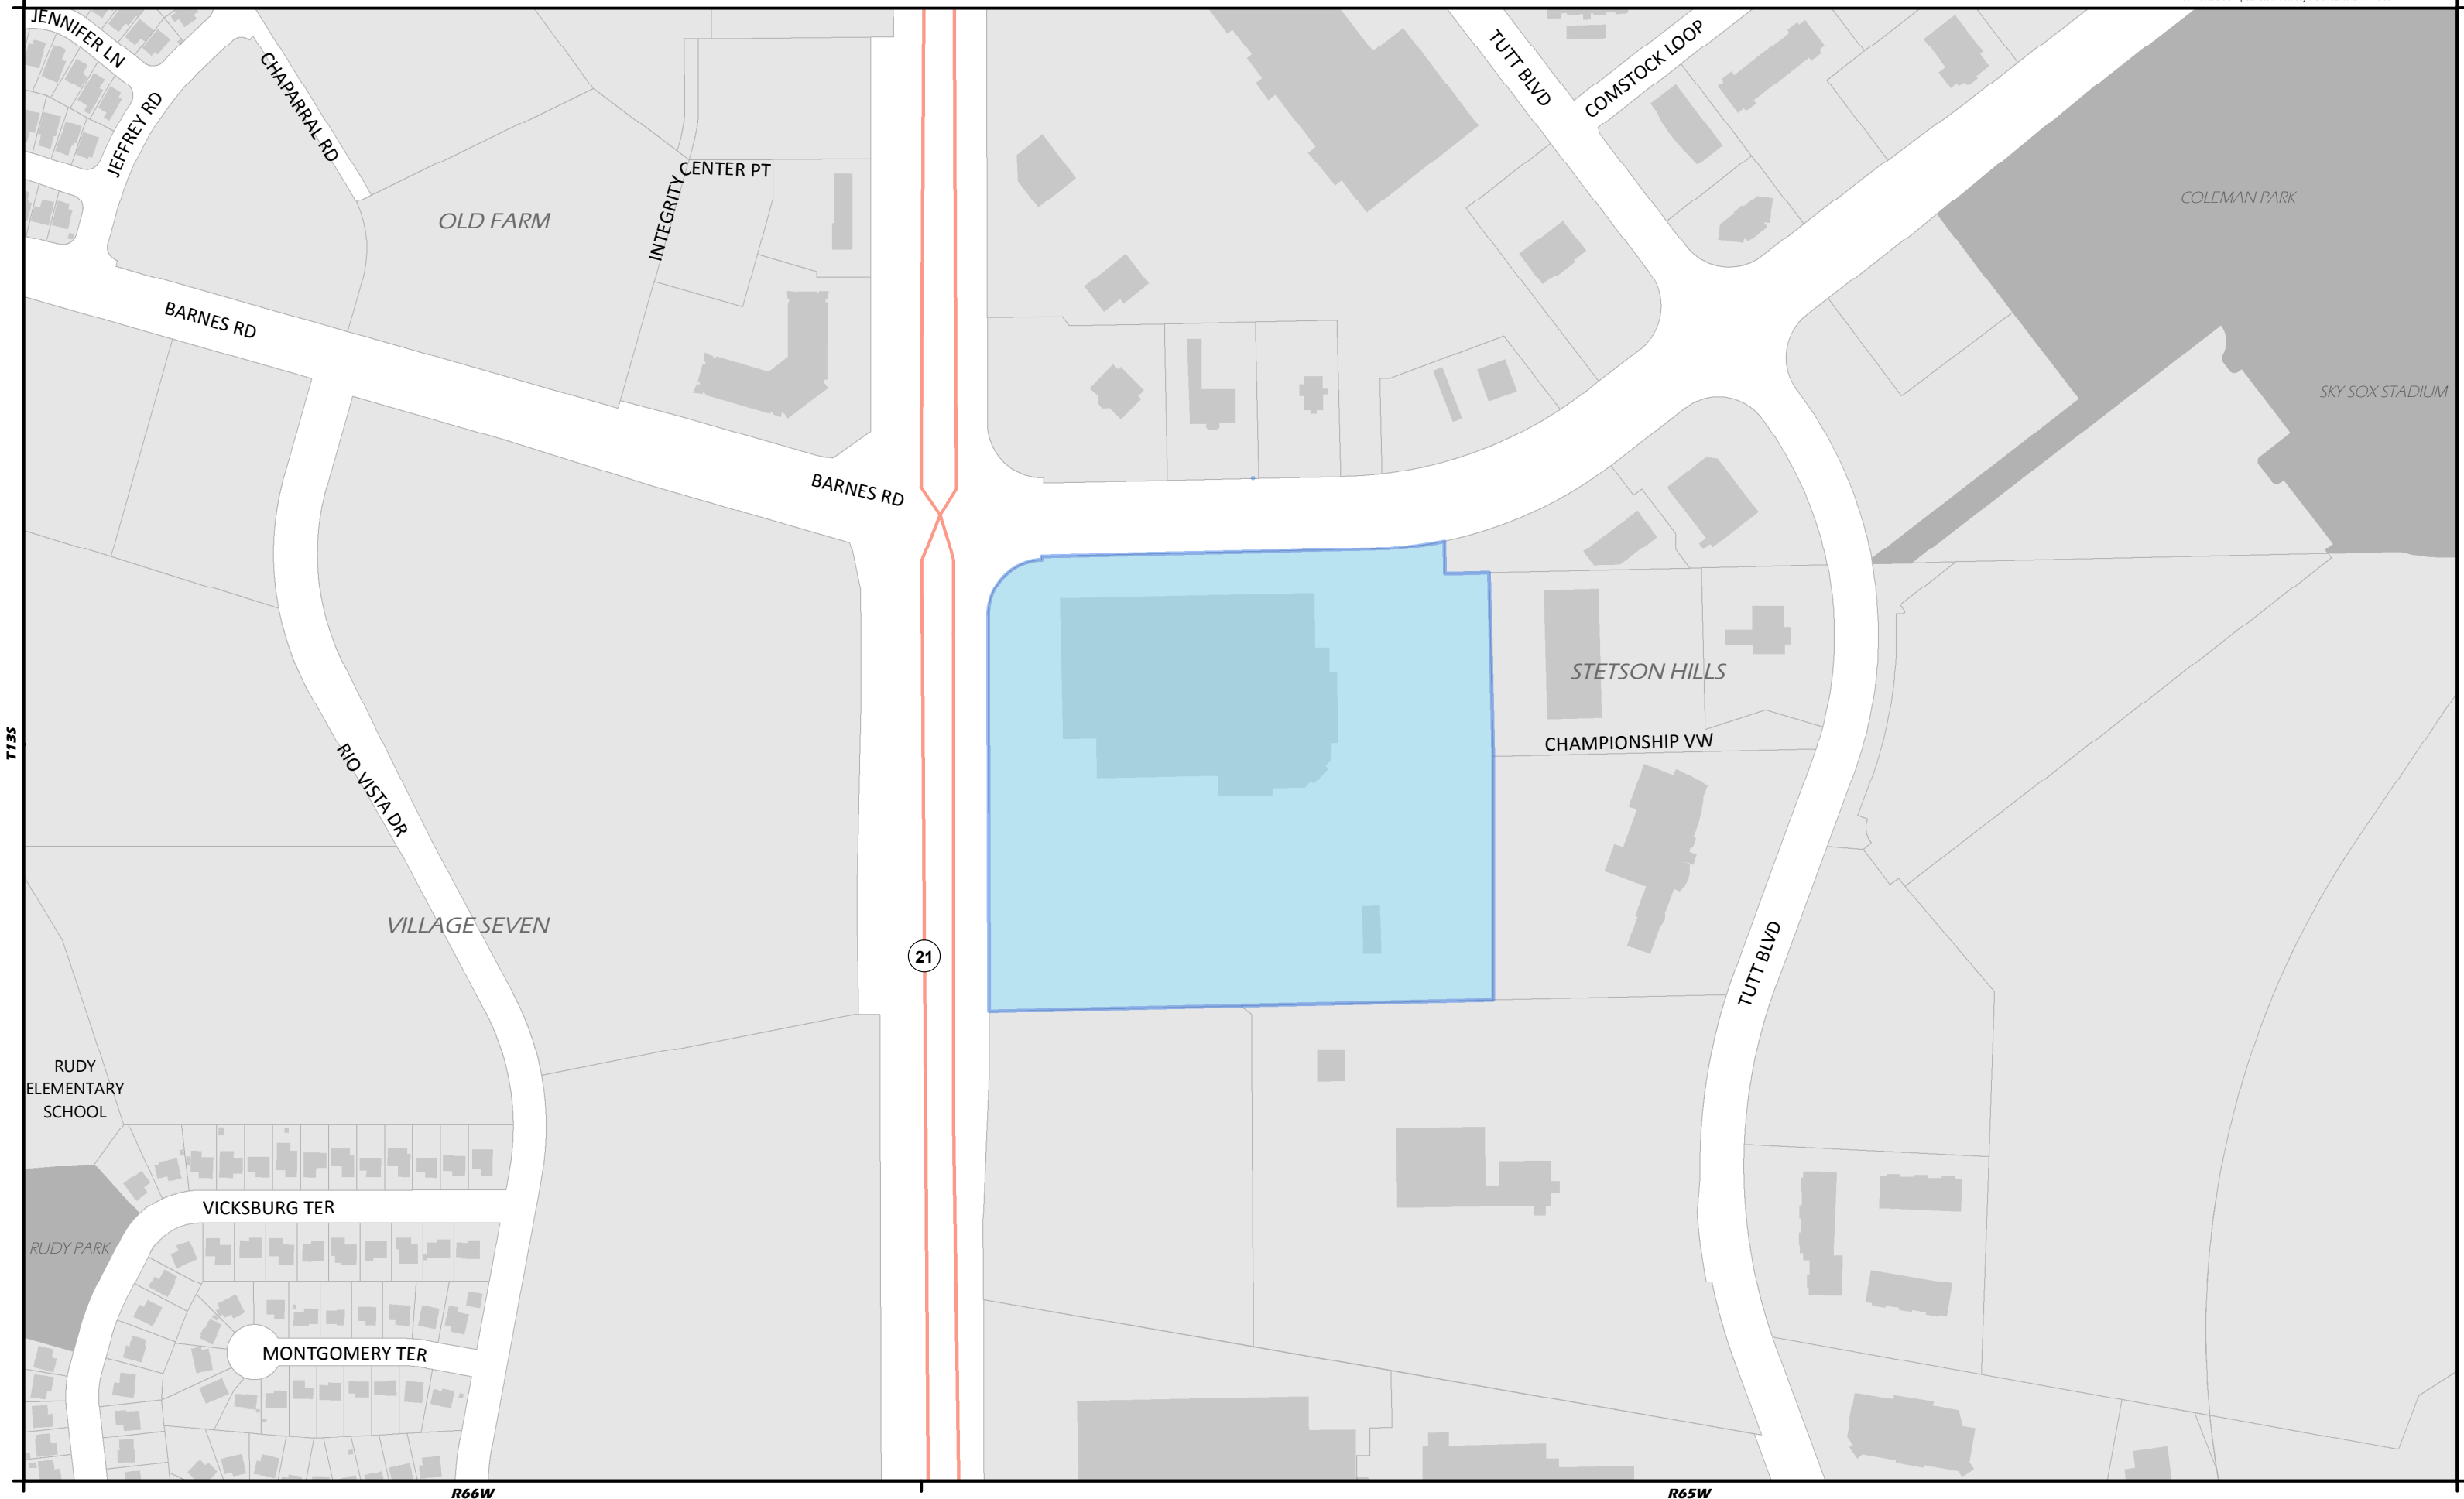 JENNIFER LN
TUTT BLVD
COMSTOCK LOOP
CHAPARRAL RD
JEFFREY RD
CENTER PT
INTEGRITY
OLD FARM
COLEMAN PARK
BARNES RD
SKY SOX STADIUM
BARNES RD
STETSON HILLS
CHAMPIONSHIP VW
T13S
RIO VISTA DR
VILLAGE SEVEN
21
TUTT BLVD
RUDY
ELEMENTARY
SCHOOL
VICKSBURG TER
RUDY PARK
MONTGOMERY TER
R66W
R65W